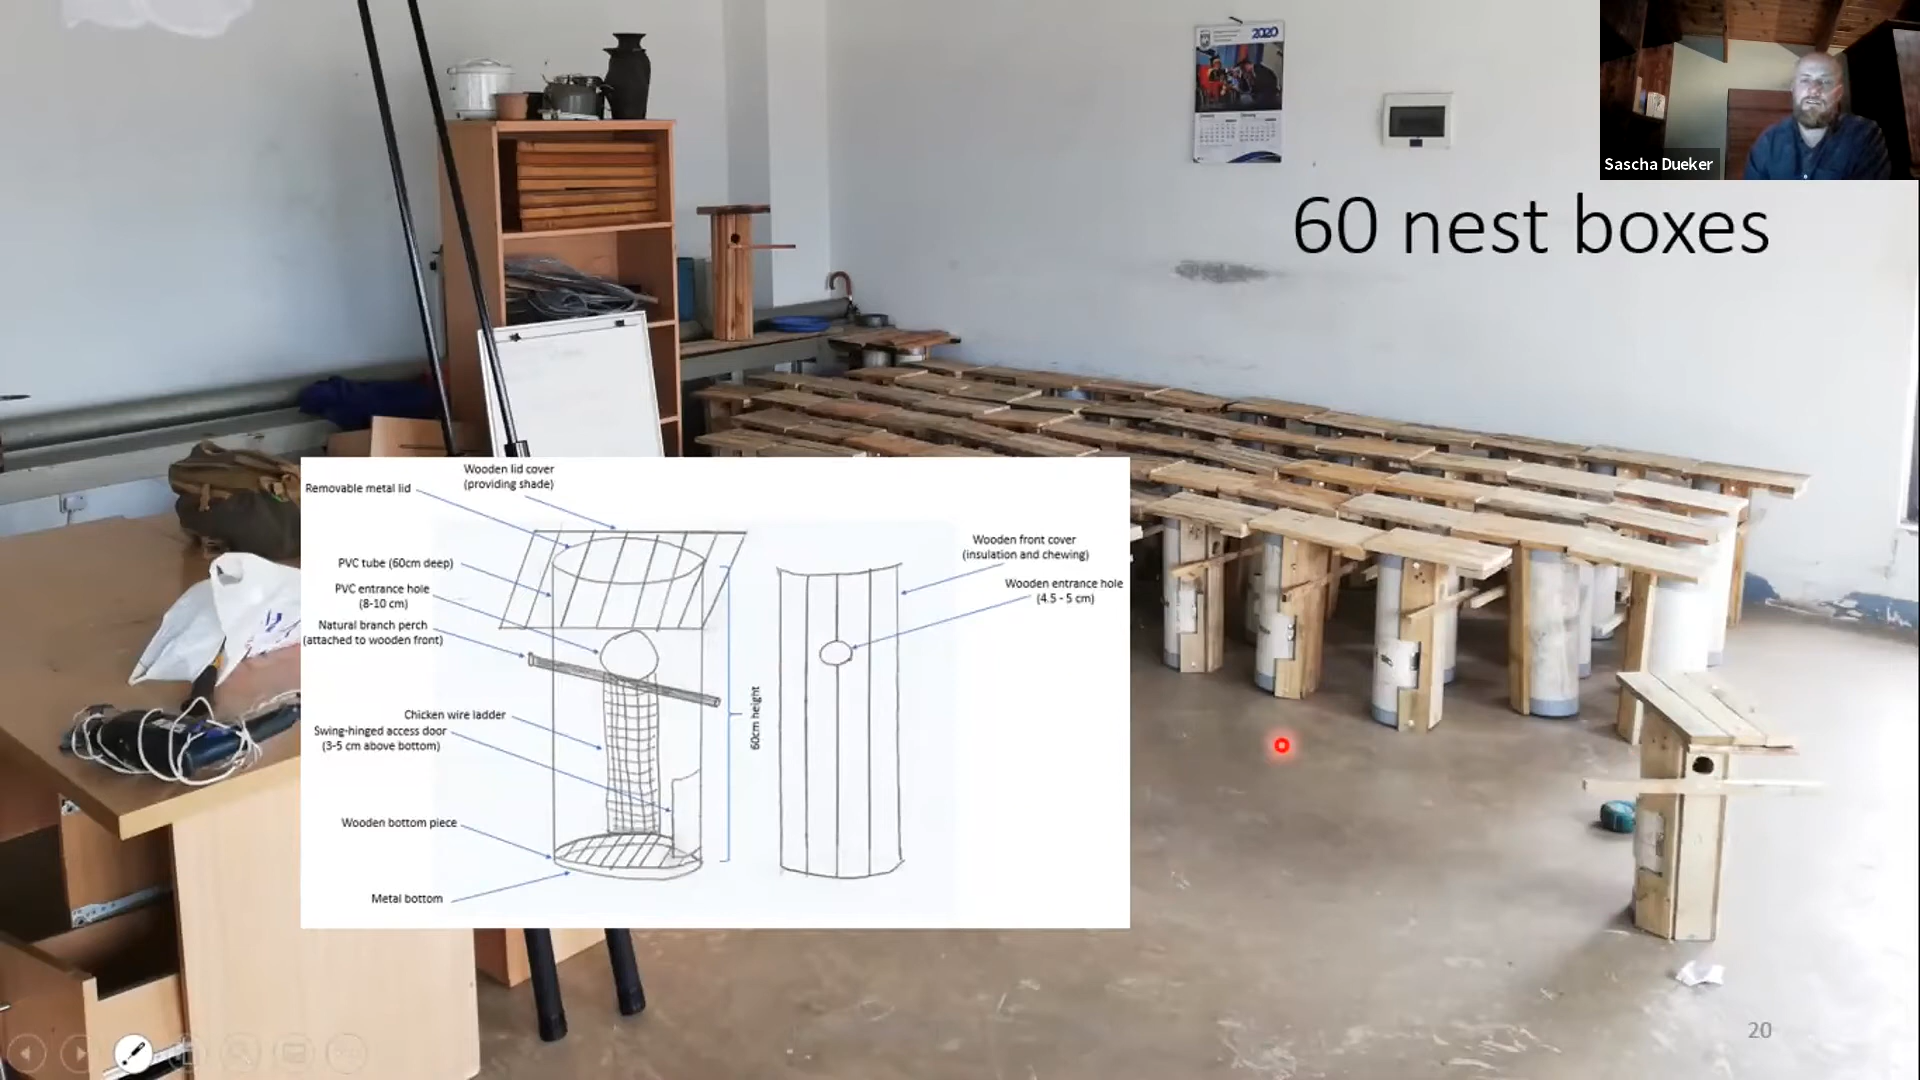 2020
Sascha Dueker
60 nest boxes
Wooden lid cover
(providing shade)
Removable metal lid
PVC tube (60cm deep)
PVC entrance hole
(8-10 cm)
Natural branch perch
(attached to wooden front)
Chicken wire ladder
Swing-hinged access door
(3-5 cm above bottom)
Wooden bottom piece
Metal bottom
60cm height
Wooden front cover
(insulation and chewing)
Wooden entrance hole
(4.5 - 5 cm)
20